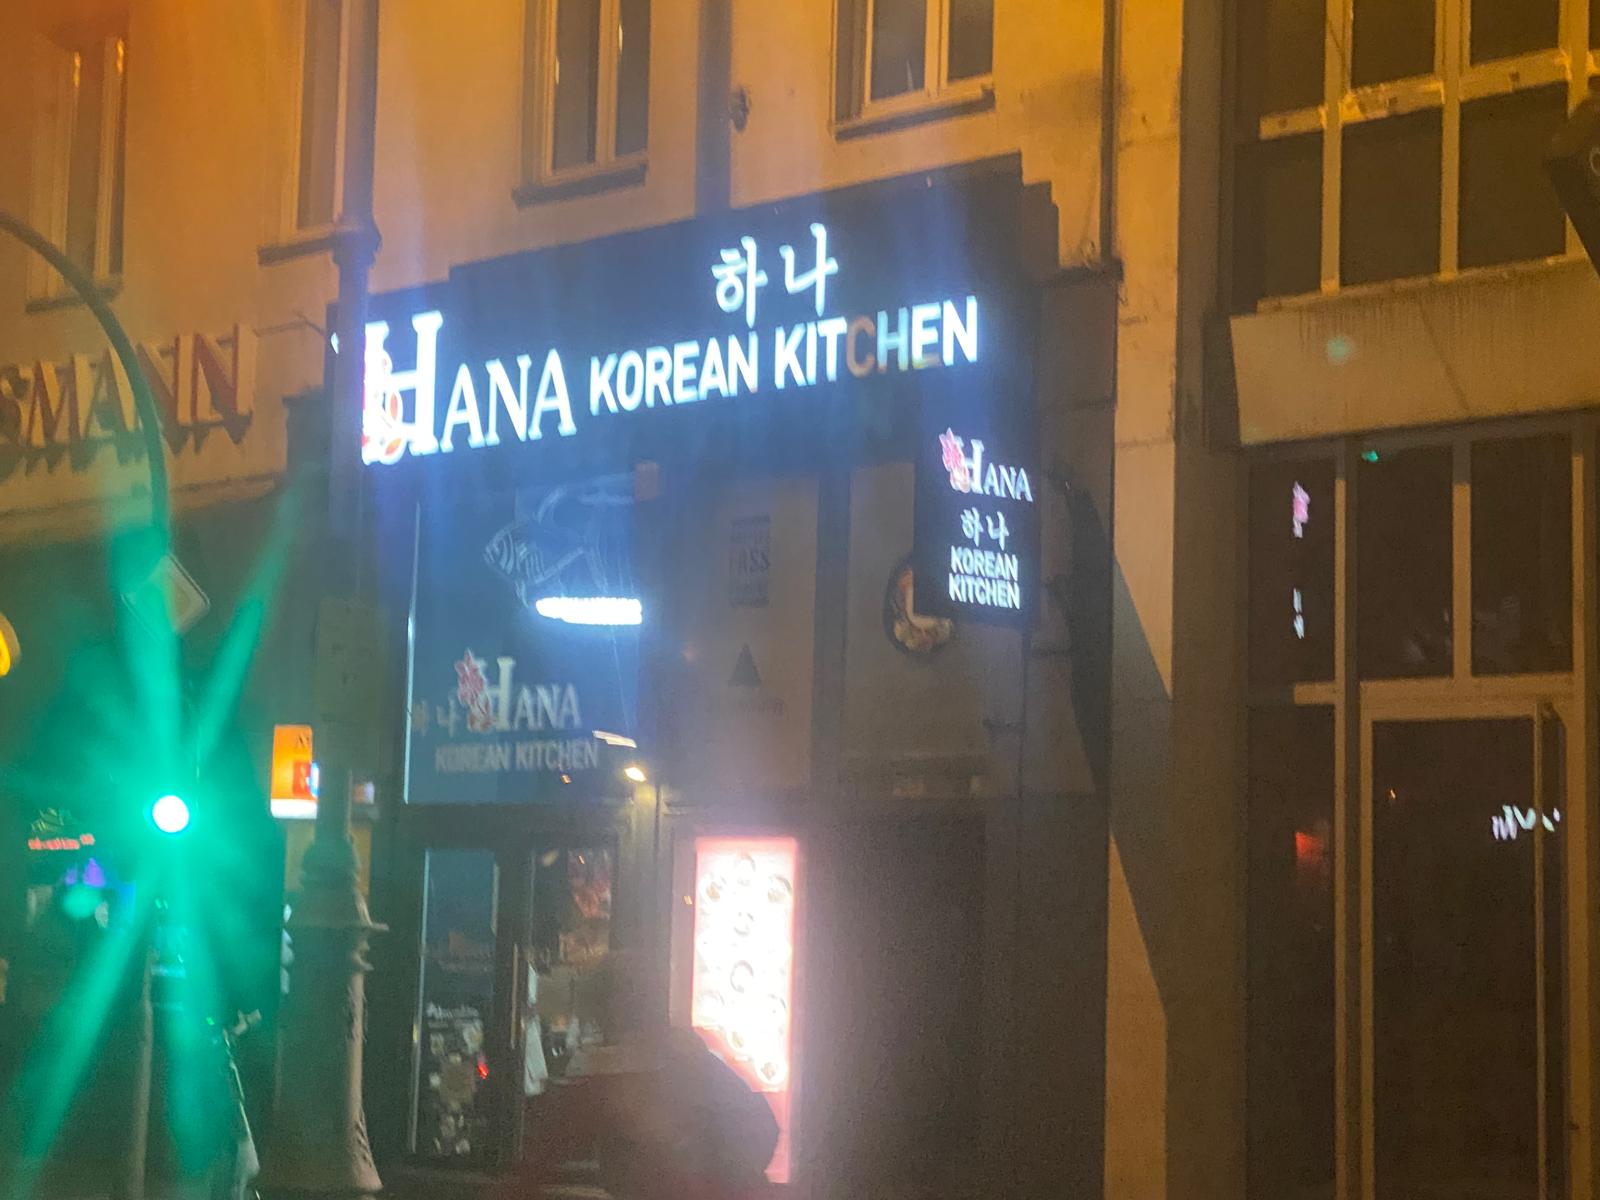 하나
HANA KOREAN KITCHEN
SMANN
HANA
하나
KOREAN
KITCHEN
하나 HANA
KOREAN KITCHEN